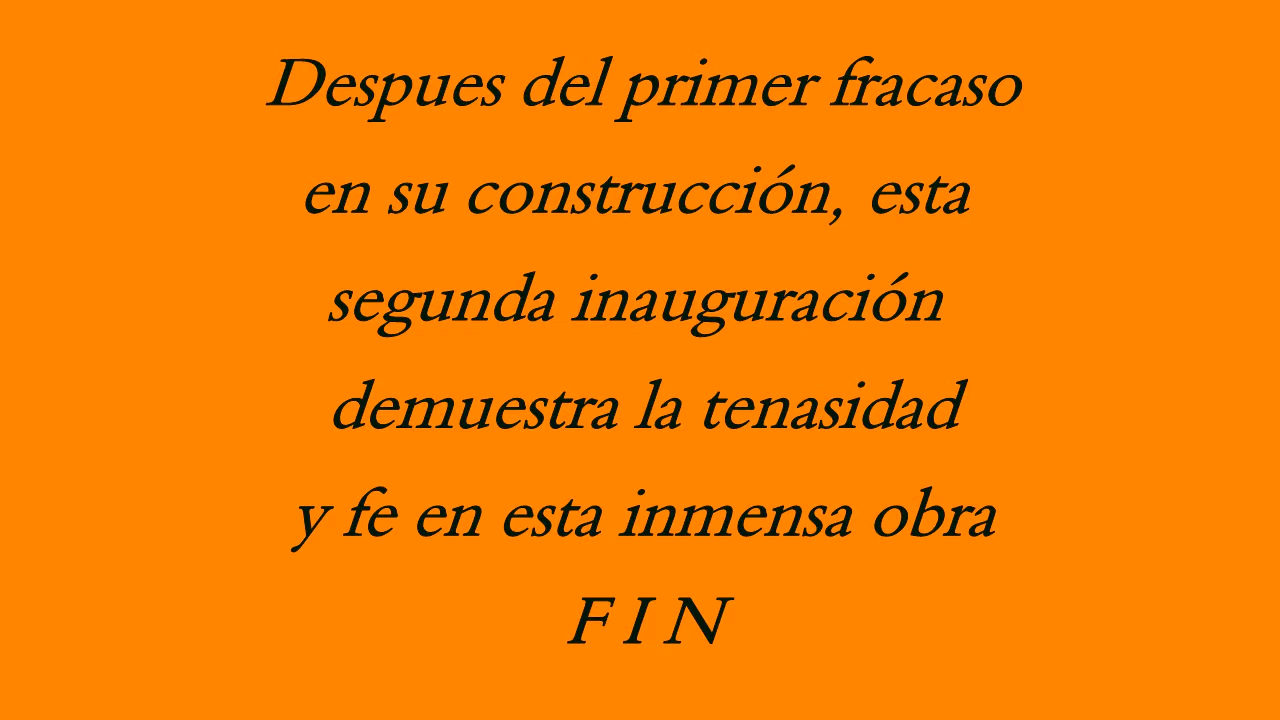 Despues del primer fracaso
en su construcción, esta
segunda inauguración
demuestra la tenasidad
y fe en esta inmensa obra
F I N